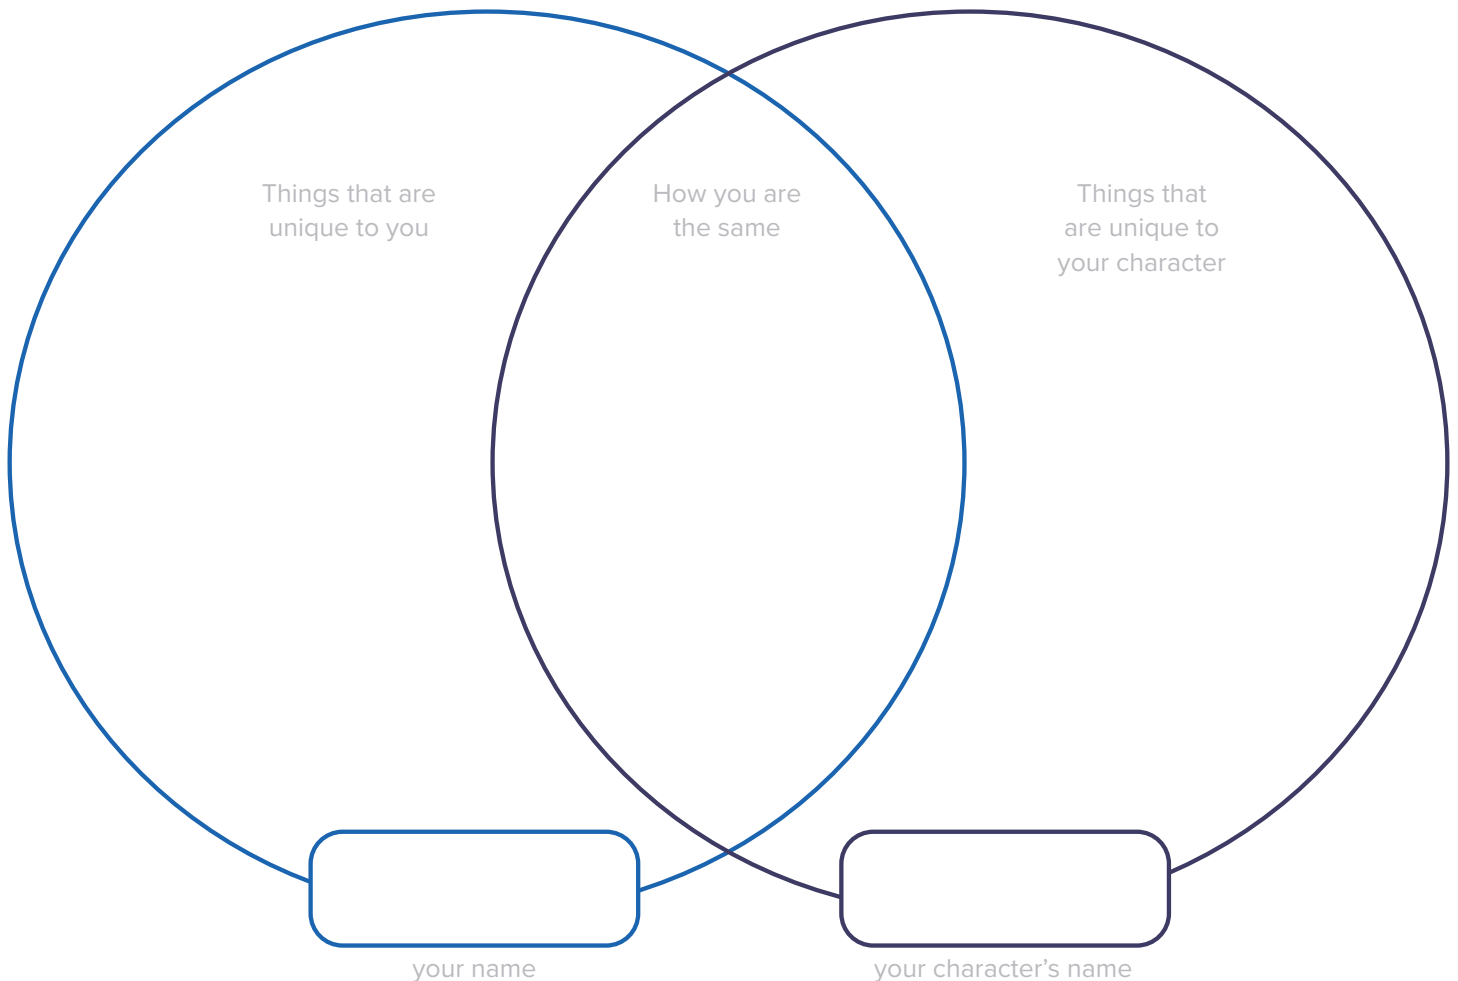 Things that are
unique to you
How you are
the same
Things that
are unique to
your character
your name
your character’s name